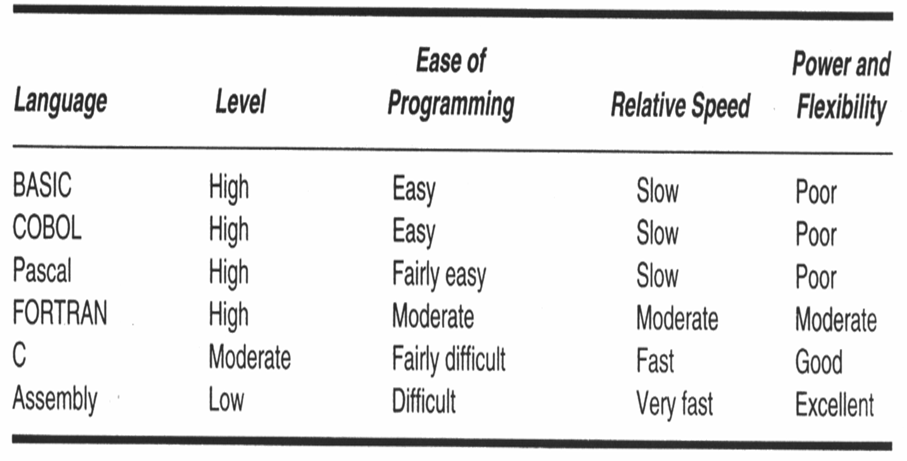 Language Level Ease of Programming Relative Speed Power and Flexibility
BASIC High Easy Slow Poor
COBOL High Easy Slow Poor
Pascal High Fairly easy Slow Poor
FORTRAN High Moderate Moderate Moderate
C Moderate Fairly difficult Fast Good
Assembly Low Difficult Very fast Excellent